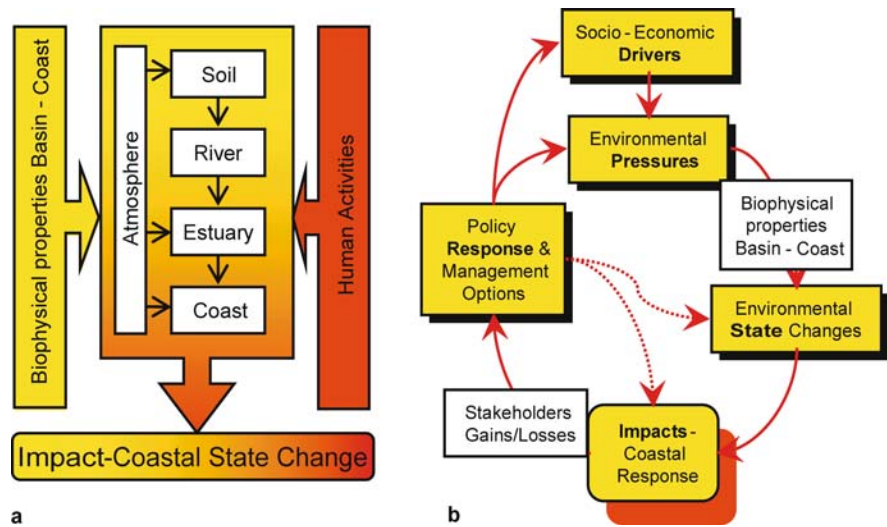 Biophysical properties Basin - Coast
Atmosphere
Soil
River
Estuary
Coast
Human Activities
Impact-Coastal State Change
a
Socio - Economic
Drivers
Environmental
Pressures
Biophysical
properties
Basin - Coast
Policy
Response &
Management
Options
Environmental
State Changes
Stakeholders
Gains/Losses
Impacts-
Coastal
Response
b